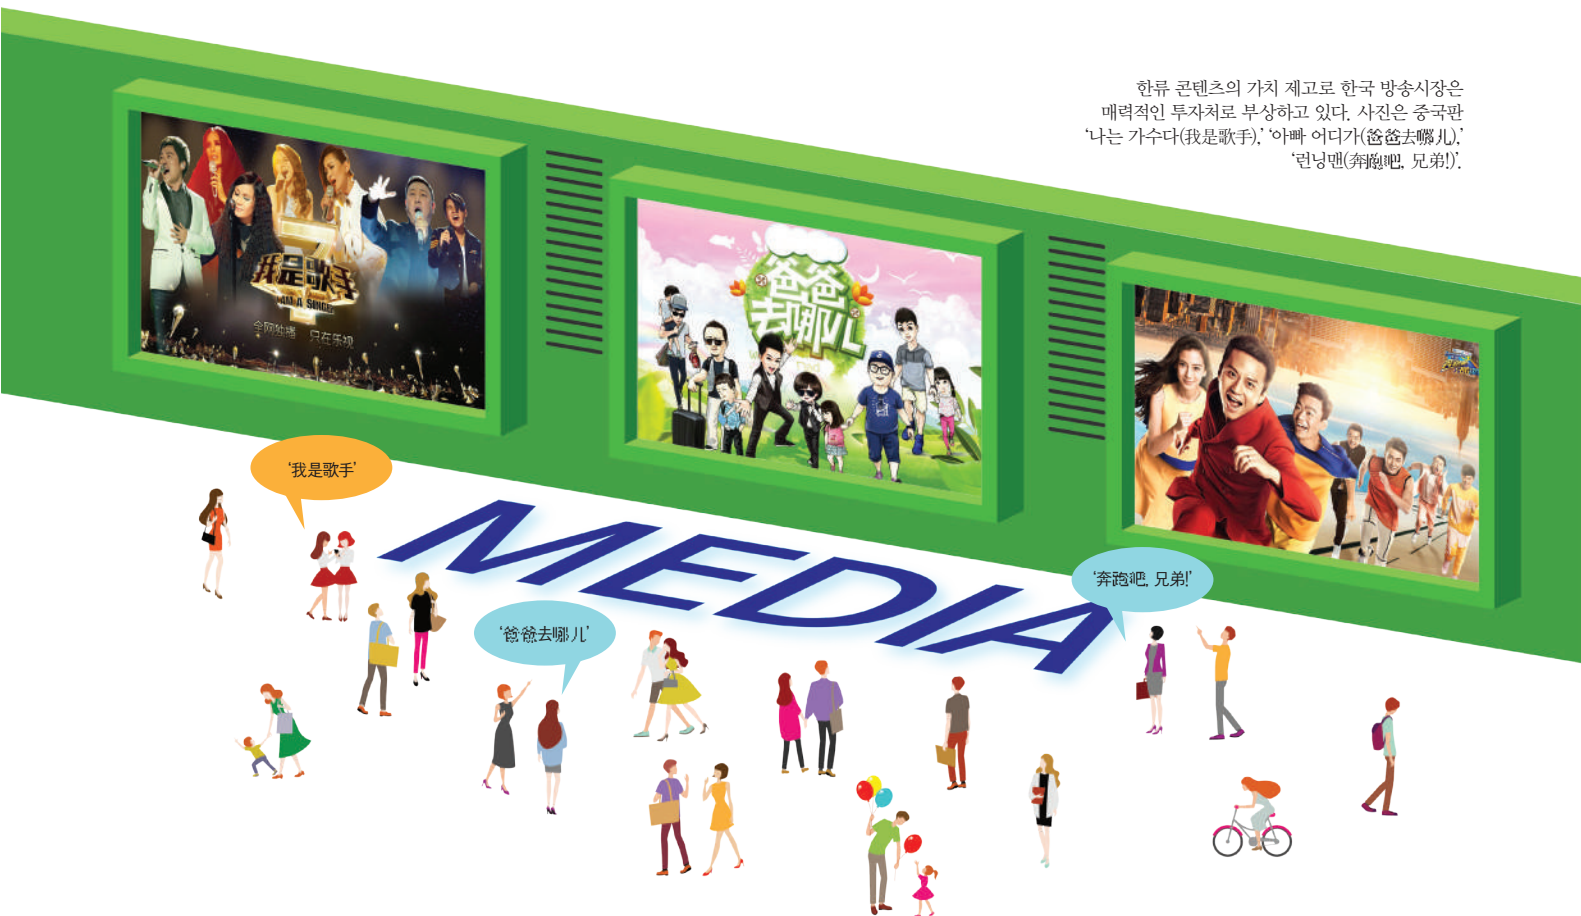 한류 콘텐츠의 가치 제고로 한국 방송시장은
매력적인 투자처로 부상하고 있다. 사진은 중국판
‘나는 가수다(我是歌手),’ ‘아빠 어디가(爸爸去哪儿),’
‘런닝맨(奔跑吧, 兄弟!)’.
我是歌手
I AM A SINGER
全网独播 只在乐视
爸爸
去哪儿
‘我是歌手’
MEDIA
‘奔跑吧, 兄弟!’
‘爸爸去哪儿’